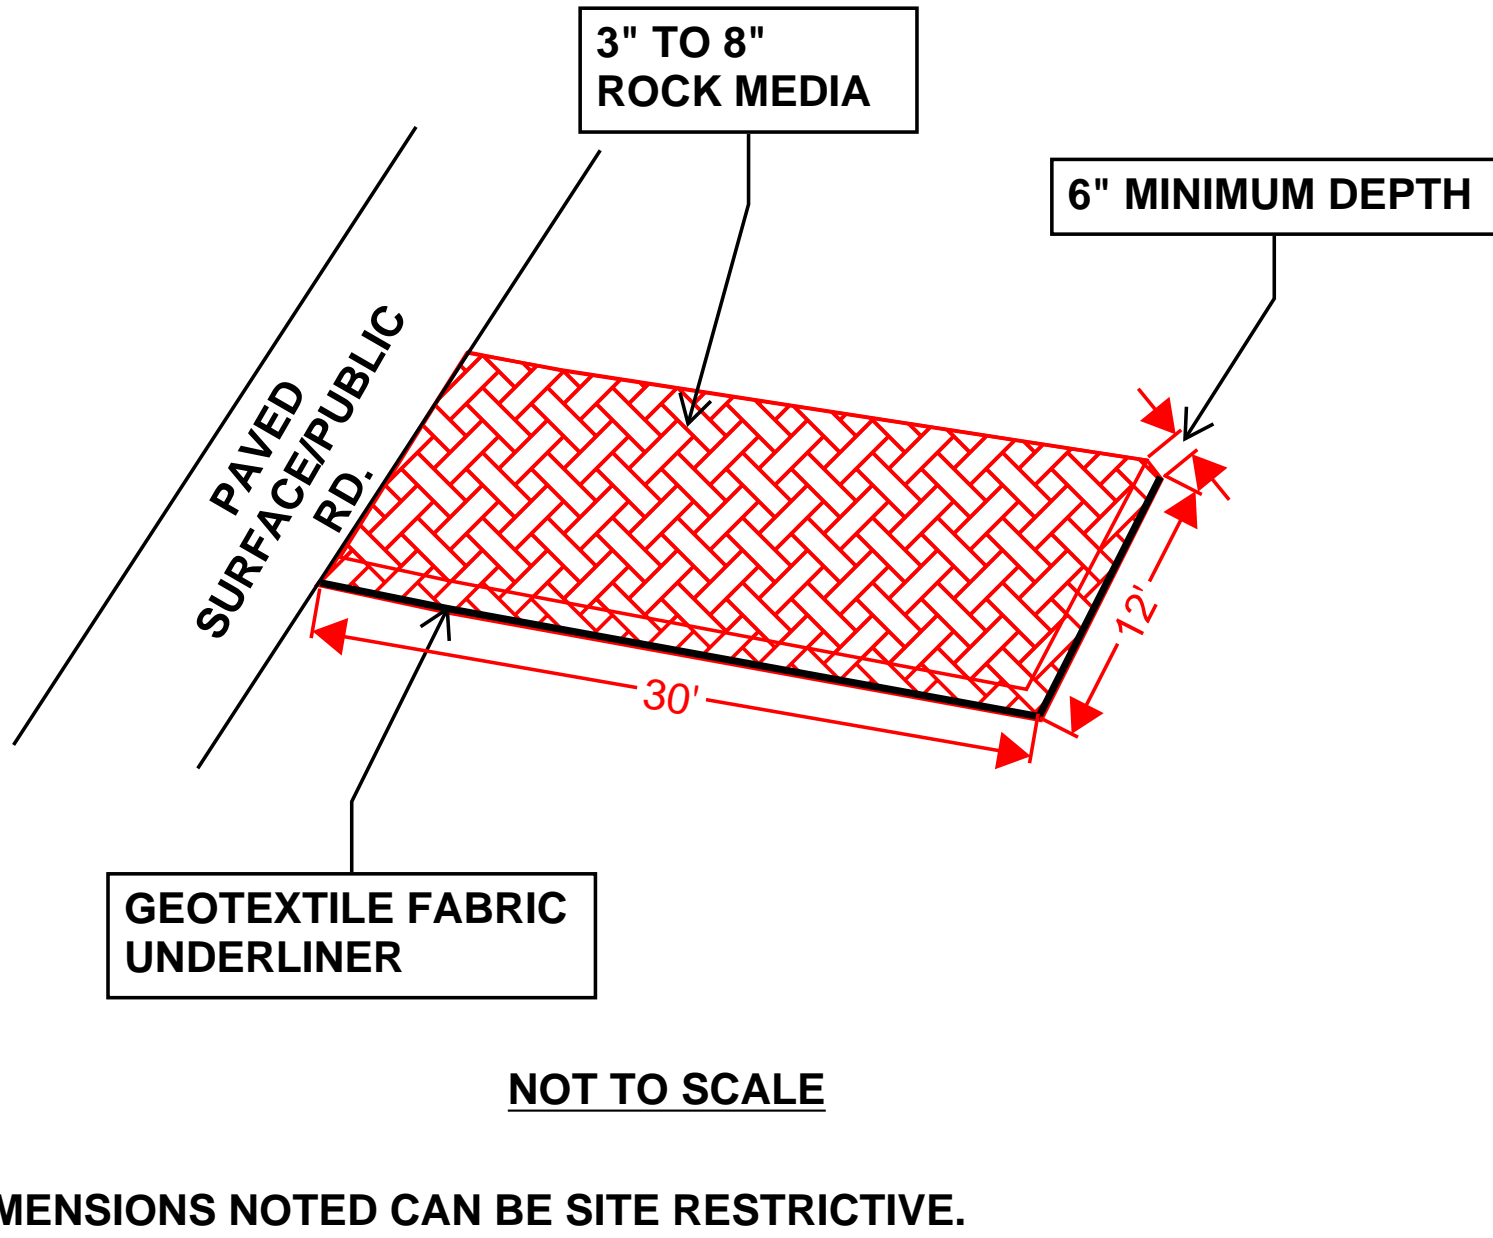 3" TO 8"
ROCK MEDIA
6" MINIMUM DEPTH
PAVED
SURFACE/PUBLIC
RD.
12'
30'
GEOTEXTILE FABRIC
UNDERLINER
NOT TO SCALE
MENSIONS NOTED CAN BE SITE RESTRICTIVE.